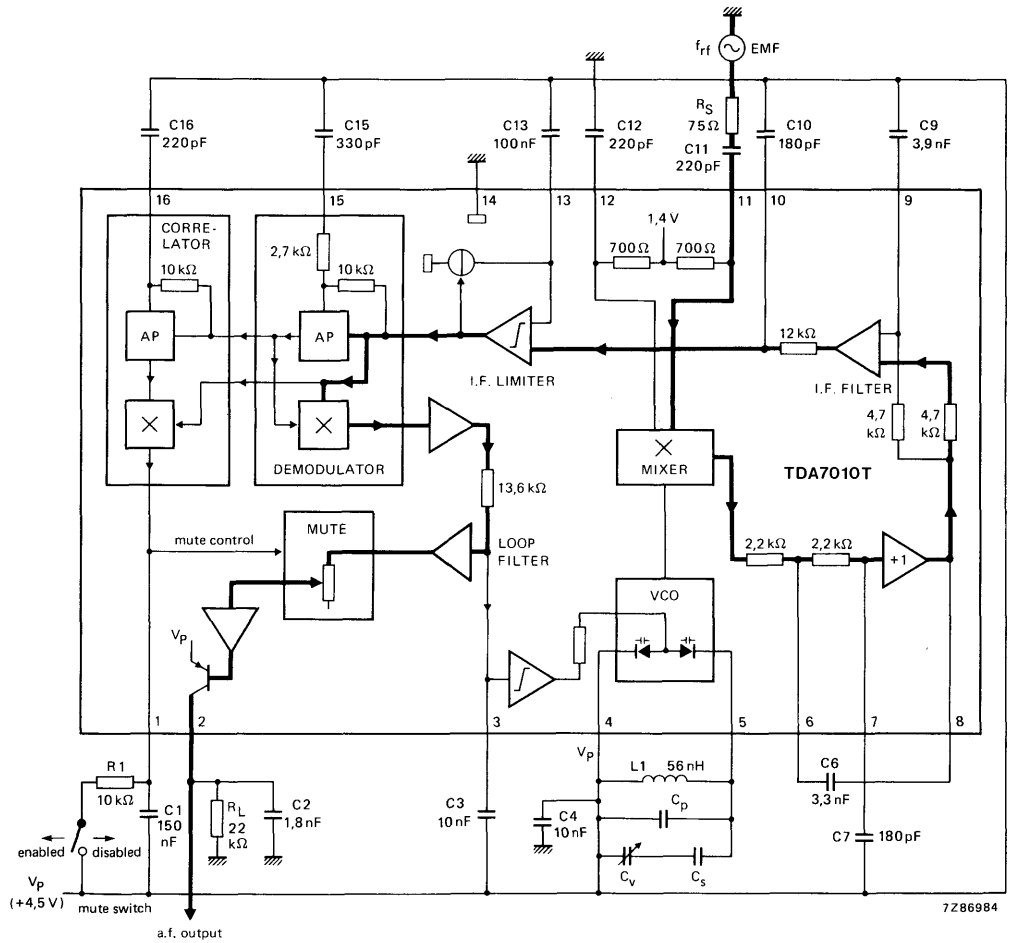 f_rf EMF
R_S
75Ω
C16
220 pF
C15
330 pF
C13
100 nF
C12
220 pF
C11
220 pF
C10
180 pF
C9
3,9 nF
16
15
14
13
12
11
10
9
CORRE-
LATOR
10 kΩ
2,7 kΩ
10 kΩ
1,4 V
700 Ω
700 Ω
AP
AP
I.F. LIMITER
12 kΩ
I.F. FILTER
4,7
kΩ
4,7
kΩ
DEMODULATOR
MIXER
TDA7010T
13,6 kΩ
MUTE
mute control
LOOP
FILTER
2,2 kΩ
2,2 kΩ
+1
VCO
V_P
1
2
3
4
5
6
7
8
V_P
R1
10 kΩ
C1
150
nF
R_L
22
kΩ
C2
1,8 nF
C3
10 nF
C4
10 nF
L1 56 nH
C_p
C_v
C_s
C6
3,3 nF
C7
180 pF
enabled
disabled
V_P
(+4,5 V)
mute switch
a.f. output
7Z86984